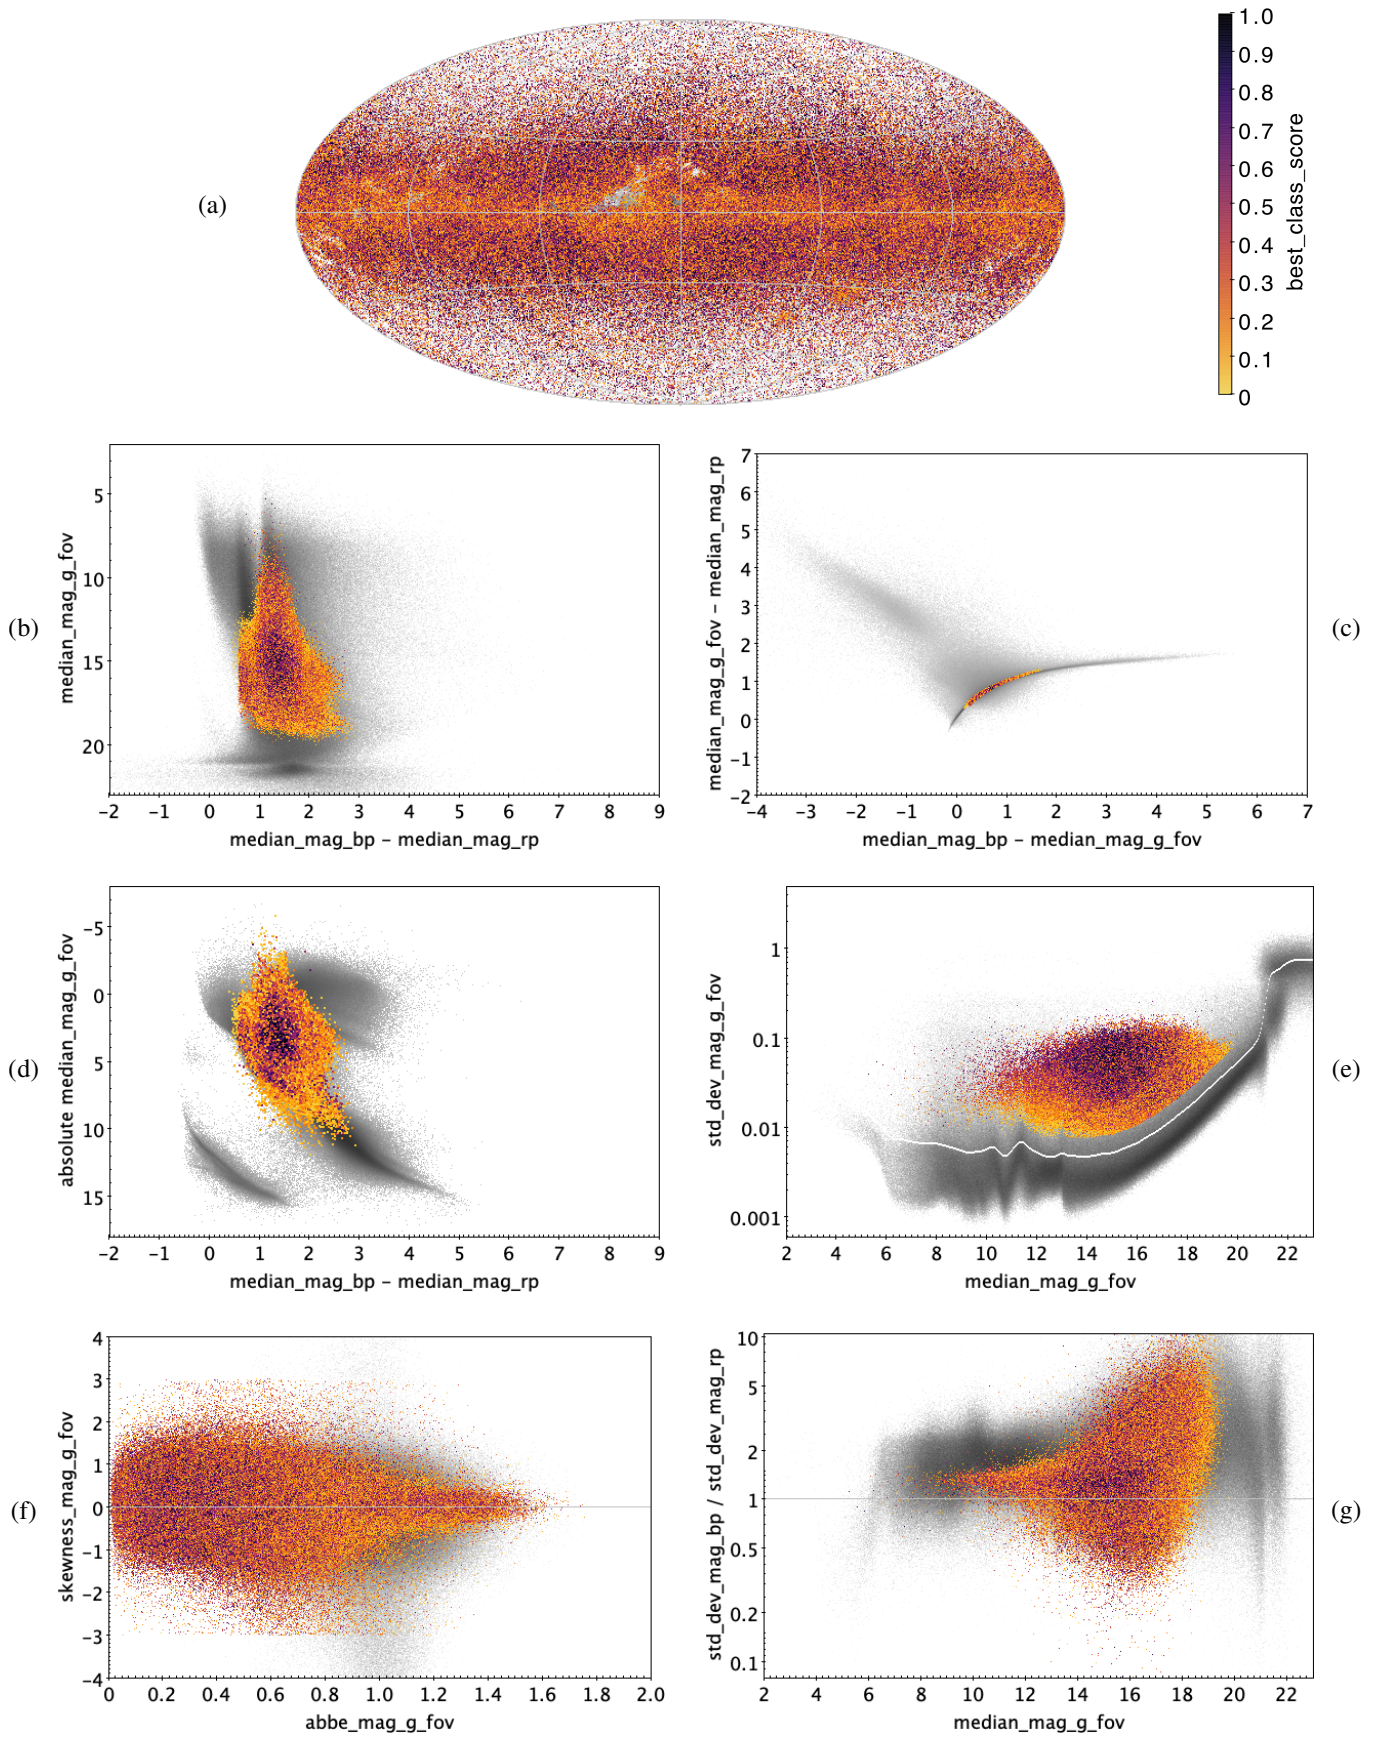 (a)
1.0
0.9
0.8
0.7
0.6
0.5
0.4
0.3
0.2
0.1
0
best_class_score
(b)
median_mag_g_fov
5
10
15
20
−2 −1 0 1 2 3 4 5 6 7 8 9
median_mag_bp − median_mag_rp
median_mag_g_fov − median_mag_rp
7
6
5
4
3
2
1
0
−1
−2
−4 −3 −2 −1 0 1 2 3 4 5 6 7
median_mag_bp − median_mag_g_fov
(c)
(d)
absolute median_mag_g_fov
−5
0
5
10
15
−2 −1 0 1 2 3 4 5 6 7 8 9
median_mag_bp − median_mag_rp
std_dev_mag_g_fov
1
0.1
0.01
0.001
2 4 6 8 10 12 14 16 18 20 22
median_mag_g_fov
(e)
(f)
skewness_mag_g_fov
4
3
2
1
0
−1
−2
−3
−4
0 0.2 0.4 0.6 0.8 1.0 1.2 1.4 1.6 1.8 2.0
abbe_mag_g_fov
std_dev_mag_bp / std_dev_mag_rp
10
5
2
1
0.5
0.2
0.1
2 4 6 8 10 12 14 16 18 20 22
median_mag_g_fov
(g)